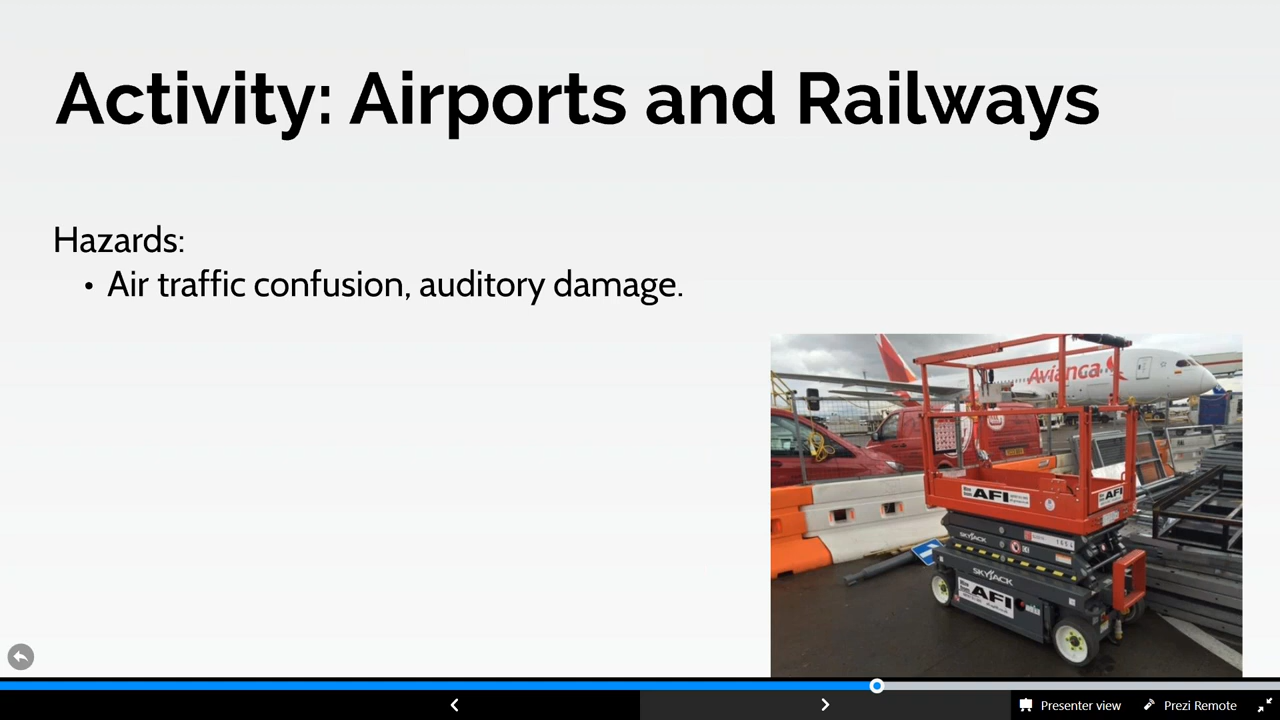 Activity: Airports and Railways
Hazards:
• Air traffic confusion, auditory damage.
Avianca
AFI
AFI
SKYJACK
SKYJACK
AFI
Presenter view
Prezi Remote